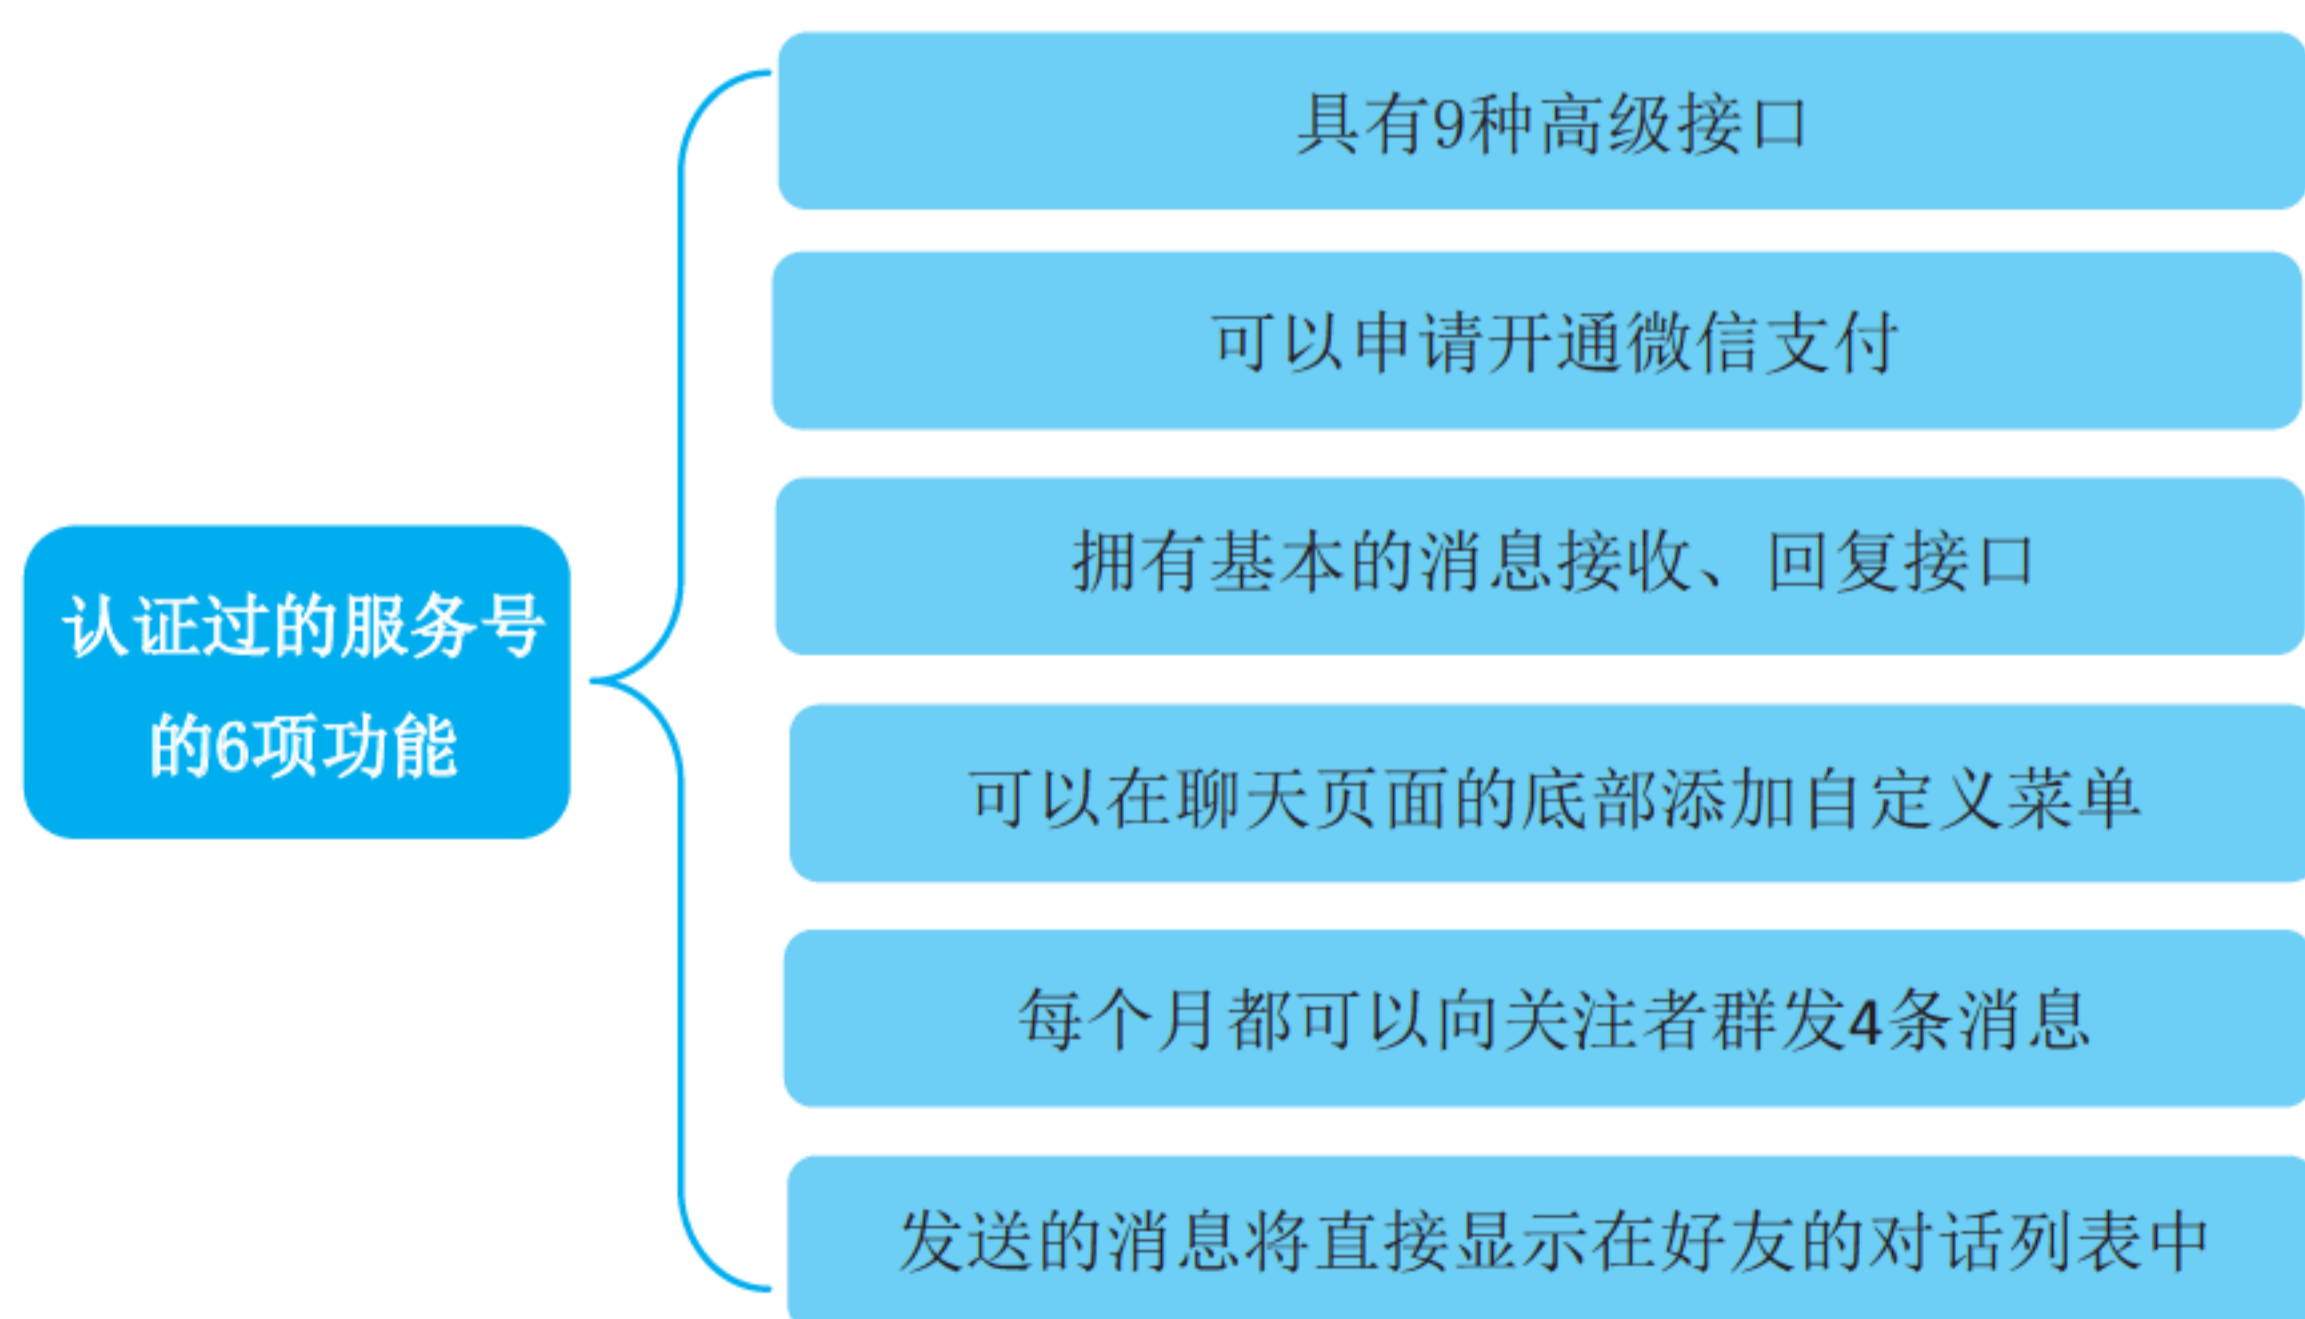 认证过的服务号
的6项功能
具有9种高级接口
可以申请开通微信支付
拥有基本的消息接收、回复接口
可以在聊天页面的底部添加自定义菜单
每个月都可以向关注者群发4条消息
发送的消息将直接显示在好友的对话列表中